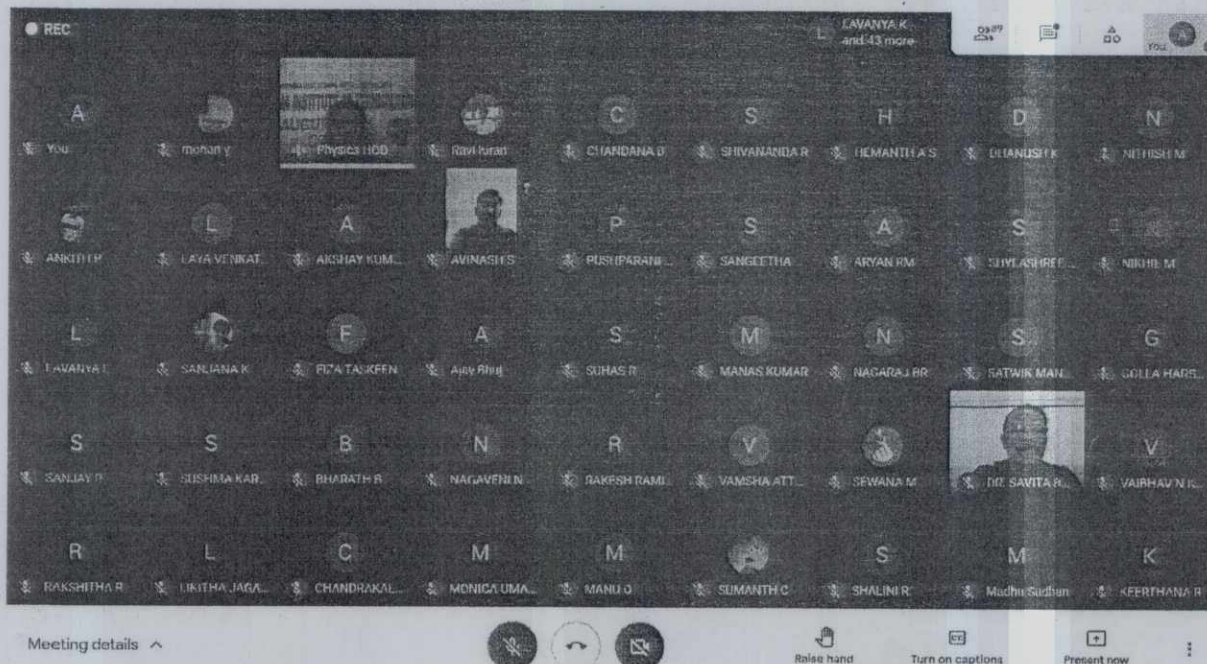 REC
L
LAVANYA K
and 43 more
89
You
A
A
You
mohan y
Physics HOD
Ravi kiran
C
CHANDANA D
S
SHIVANANDA R
H
HEMANTH A S
D
DHANUSH K
N
NITHISH M
ANKITH P
L
LAYA VENKAT...
A
AKSHAY KUM...
AVINASH S
P
PUSHPARANI...
S
SANGEETHA
A
ARYAN RM
S
SHYLASHREE...
NIKHIL M
L
LAVANYA L
SANJANA K
F
FIZA TASKEEN
A
Ajay Bhuj
S
SUHAS R
M
MANAS KUMAR
N
NAGARAJ BR
S
SATWIK MAN...
G
GOLLA HARS...
S
SANJAY
S
SUSHMA KAR...
B
BHARATH B
N
NAGAVENI N
R
RAKESH RAMI...
V
VAMSHA ATT...
SEWANA M
DR. SAVITA
V
VAIBHAV N
R
RAKSHITHA R
L
LIKITHA JAGA...
C
CHANDRAKAL...
M
MONICA UMA...
M
MANU
SUMANTH C
S
SHALINI R
M
Madhu Sudhan
K
KEERTHANA R
Meeting details
Raise hand
Turn on captions
Present now